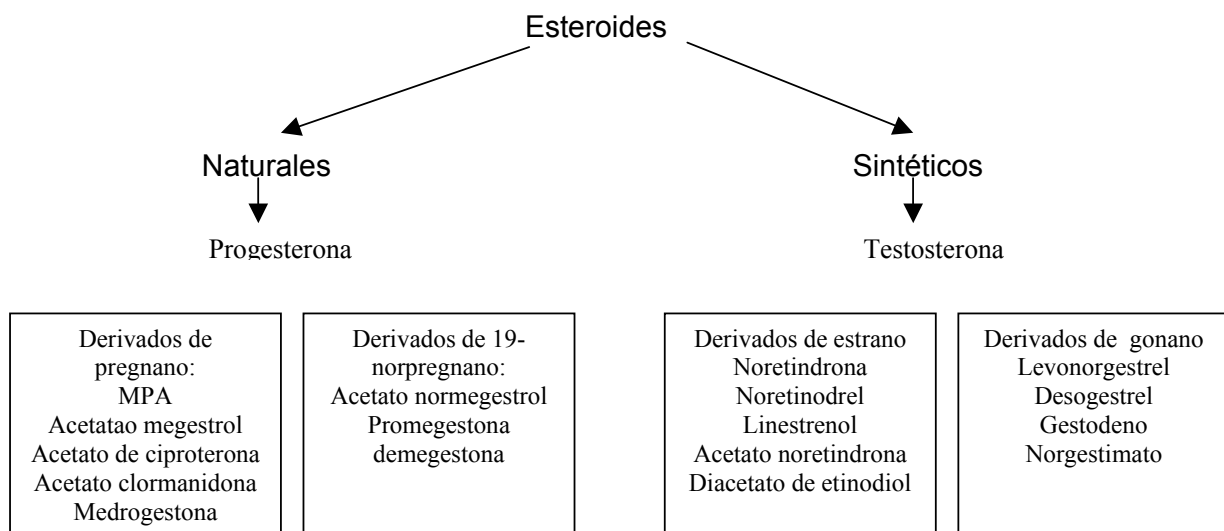 Esteroides
Naturales
Sintéticos
Progesterona
Testosterona
Derivados de
pregnano:
MPA
Acetatao megestrol
Acetato de ciproterona
Acetato clormanidona
Medrogestona
Derivados de 19-
norpregnano:
Acetato normegestrol
Promegestona
demegestona
Derivados de estrano
Noretindrona
Noretinodrel
Linestrenol
Acetato noretindrona
Diacetato de etinodiol
Derivados de gonano
Levonorgestrel
Desogestrel
Gestodeno
Norgestimato